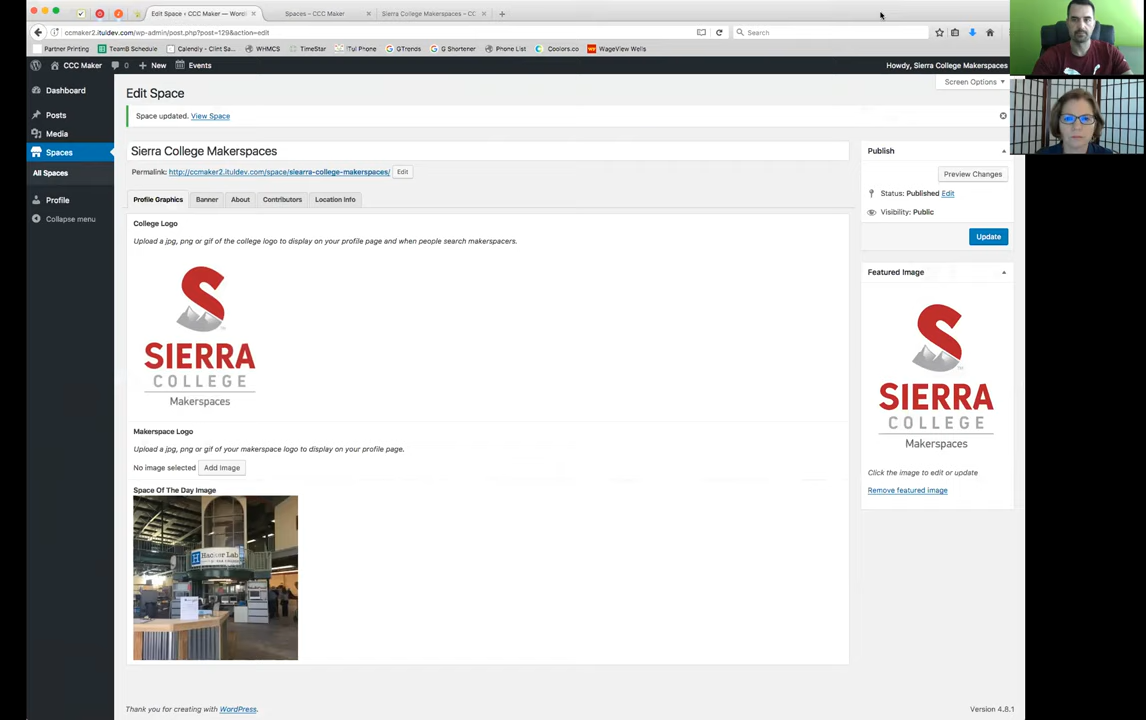 Edit Space ‹ CCC Maker — Word
Spaces – CCC Maker
Sierra College Makerspaces – CC
ccmaker2.ituldev.com/wp-admin/post.php?post=129&action=edit
Search
Partner Printing
TeamB Schedule
Calendly - Clint Sa...
WHMCS
TimeStar
iTul Phone
GTrends
G Shortener
Phone List
Coolors.co
WageView Wells
CCC Maker
0
New
Events
Howdy, Sierra College Makerspaces
Screen Options
Dashboard
Posts
Media
Spaces
All Spaces
Profile
Collapse menu
Edit Space
Space updated. View Space
Sierra College Makerspaces
Permalink: http://ccmaker2.ituldev.com/space/siearra-college-makerspaces/ Edit
Profile Graphics
Banner
About
Contributors
Location Info
College Logo
Upload a jpg, png or gif of the college logo to display on your profile page and when people search makerspacers.
SIERRA
COLLEGE
Makerspaces
Makerspace Logo
Upload a jpg, png or gif of your makerspace logo to display on your profile page.
No image selected Add Image
Space Of The Day Image
Hacker Lab
Publish
Preview Changes
Status: Published Edit
Visibility: Public
Update
Featured Image
SIERRA
COLLEGE
Makerspaces
Click the image to edit or update
Remove featured image
Thank you for creating with WordPress.
Version 4.8.1